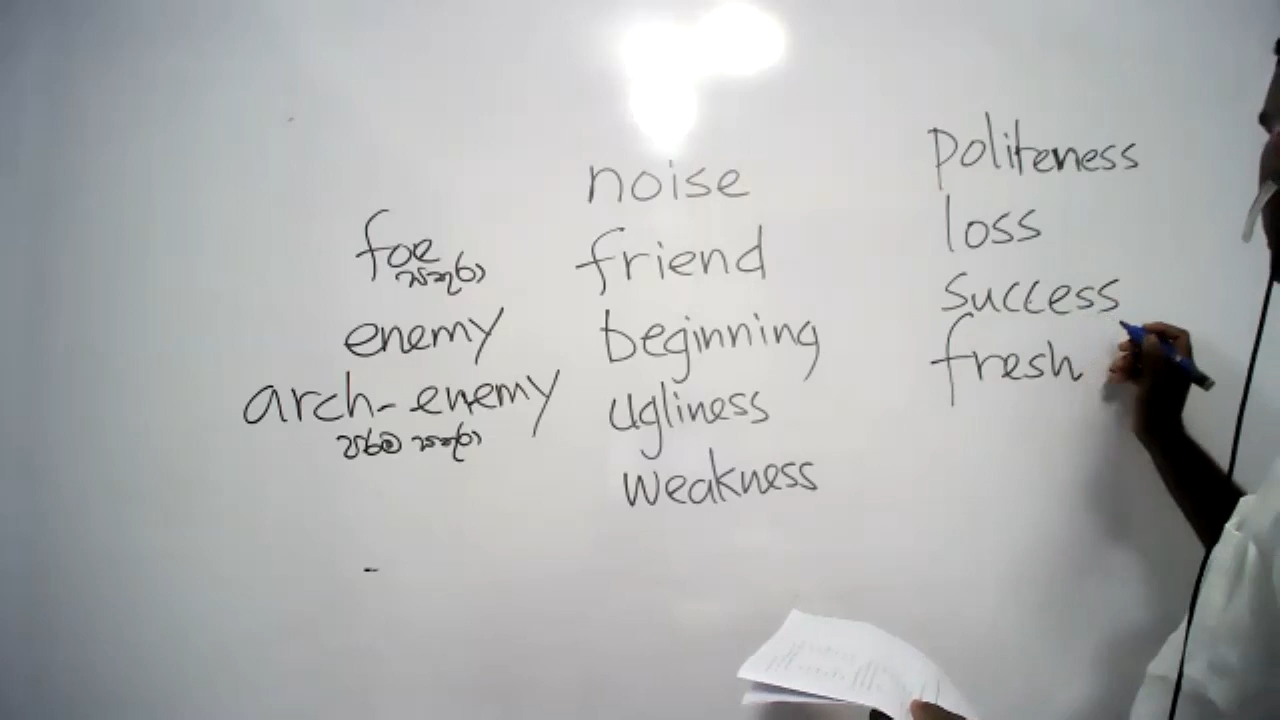 foe
සතුරා
enemy
arch-enemy
පරම සතුරා
noise
friend
beginning
ugliness
weakness
politeness
loss
success
fresh